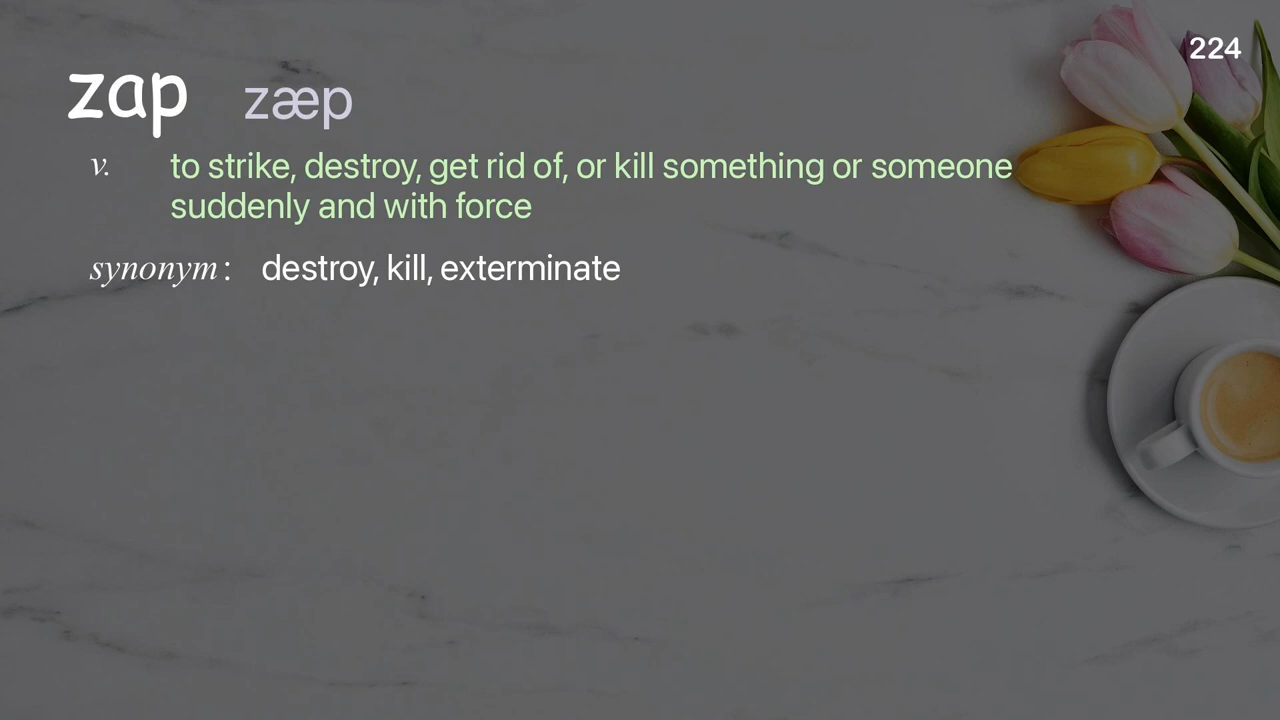 224
zap zæp
v. to strike, destroy, get rid of, or kill something or someone
suddenly and with force
synonym : destroy, kill, exterminate